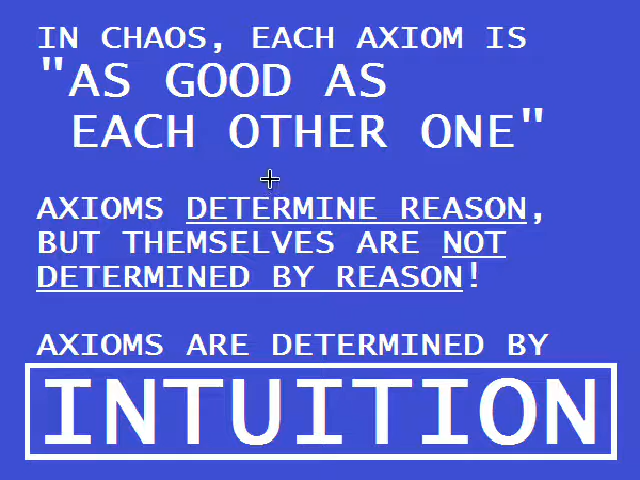 IN CHAOS, EACH AXIOM IS
"AS GOOD AS
EACH OTHER ONE"
AXIOMS DETERMINE REASON,
BUT THEMSELVES ARE NOT
DETERMINED BY REASON!
AXIOMS ARE DETERMINED BY
INTUITION